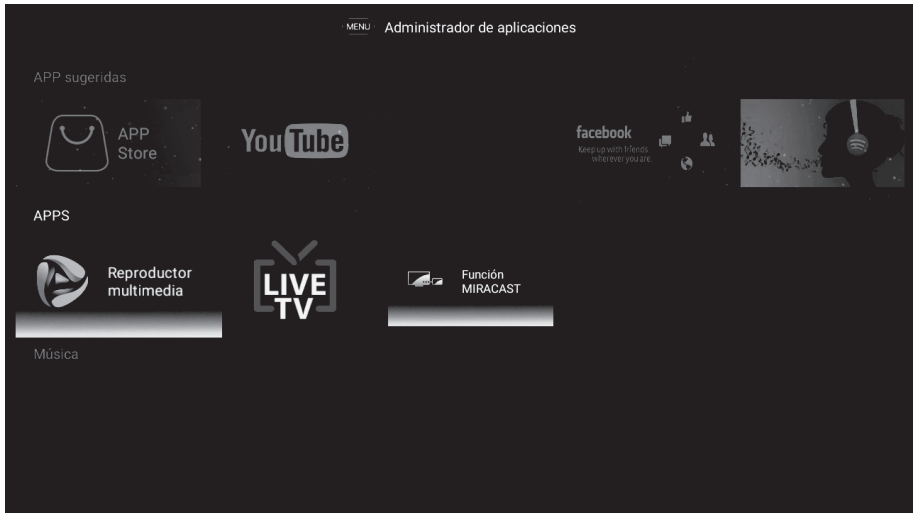 MENU Administrador de aplicaciones
APP sugeridas
APP
Store
YouTube
facebook
Keep up with friends
wherever you are.
APPS
Reproductor
multimedia
LIVE
TV
Función
MIRACAST
Música